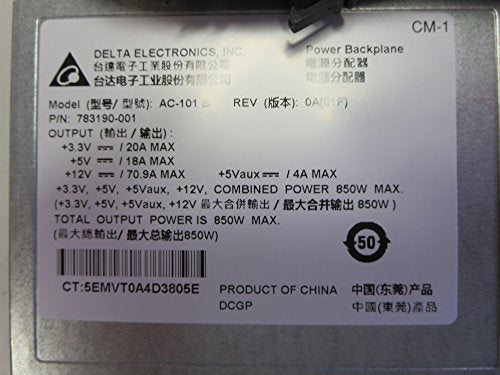 CM-1
DELTA ELECTRONICS, INC.
台達電子工業股份有限公司
台达电子工业股份有限公司
Power Backplane
電源分配器
电源分配器
Model (型号/ 型號): AC-101 B REV (版本): 0A(01F)
P/N: 783190-001
OUTPUT (輸出 / 输出):
+3.3V ⎓ / 20A MAX
+5V ⎓ / 18A MAX
+12V ⎓ / 70.9A MAX +5Vaux ⎓ / 4A MAX
+3.3V, +5V, +5Vaux, +12V, COMBINED POWER 850W MAX.
(+3.3V, +5V, +5Vaux, +12V 最大合併輸出 / 最大合并输出 850W )
TOTAL OUTPUT POWER IS 850W MAX.
(最大總輸出 / 最大总输出850W)
50
CT:5EMVT0A4D3805E
PRODUCT OF CHINA
DCGP
中国(东莞)产品
中國(東莞)產品